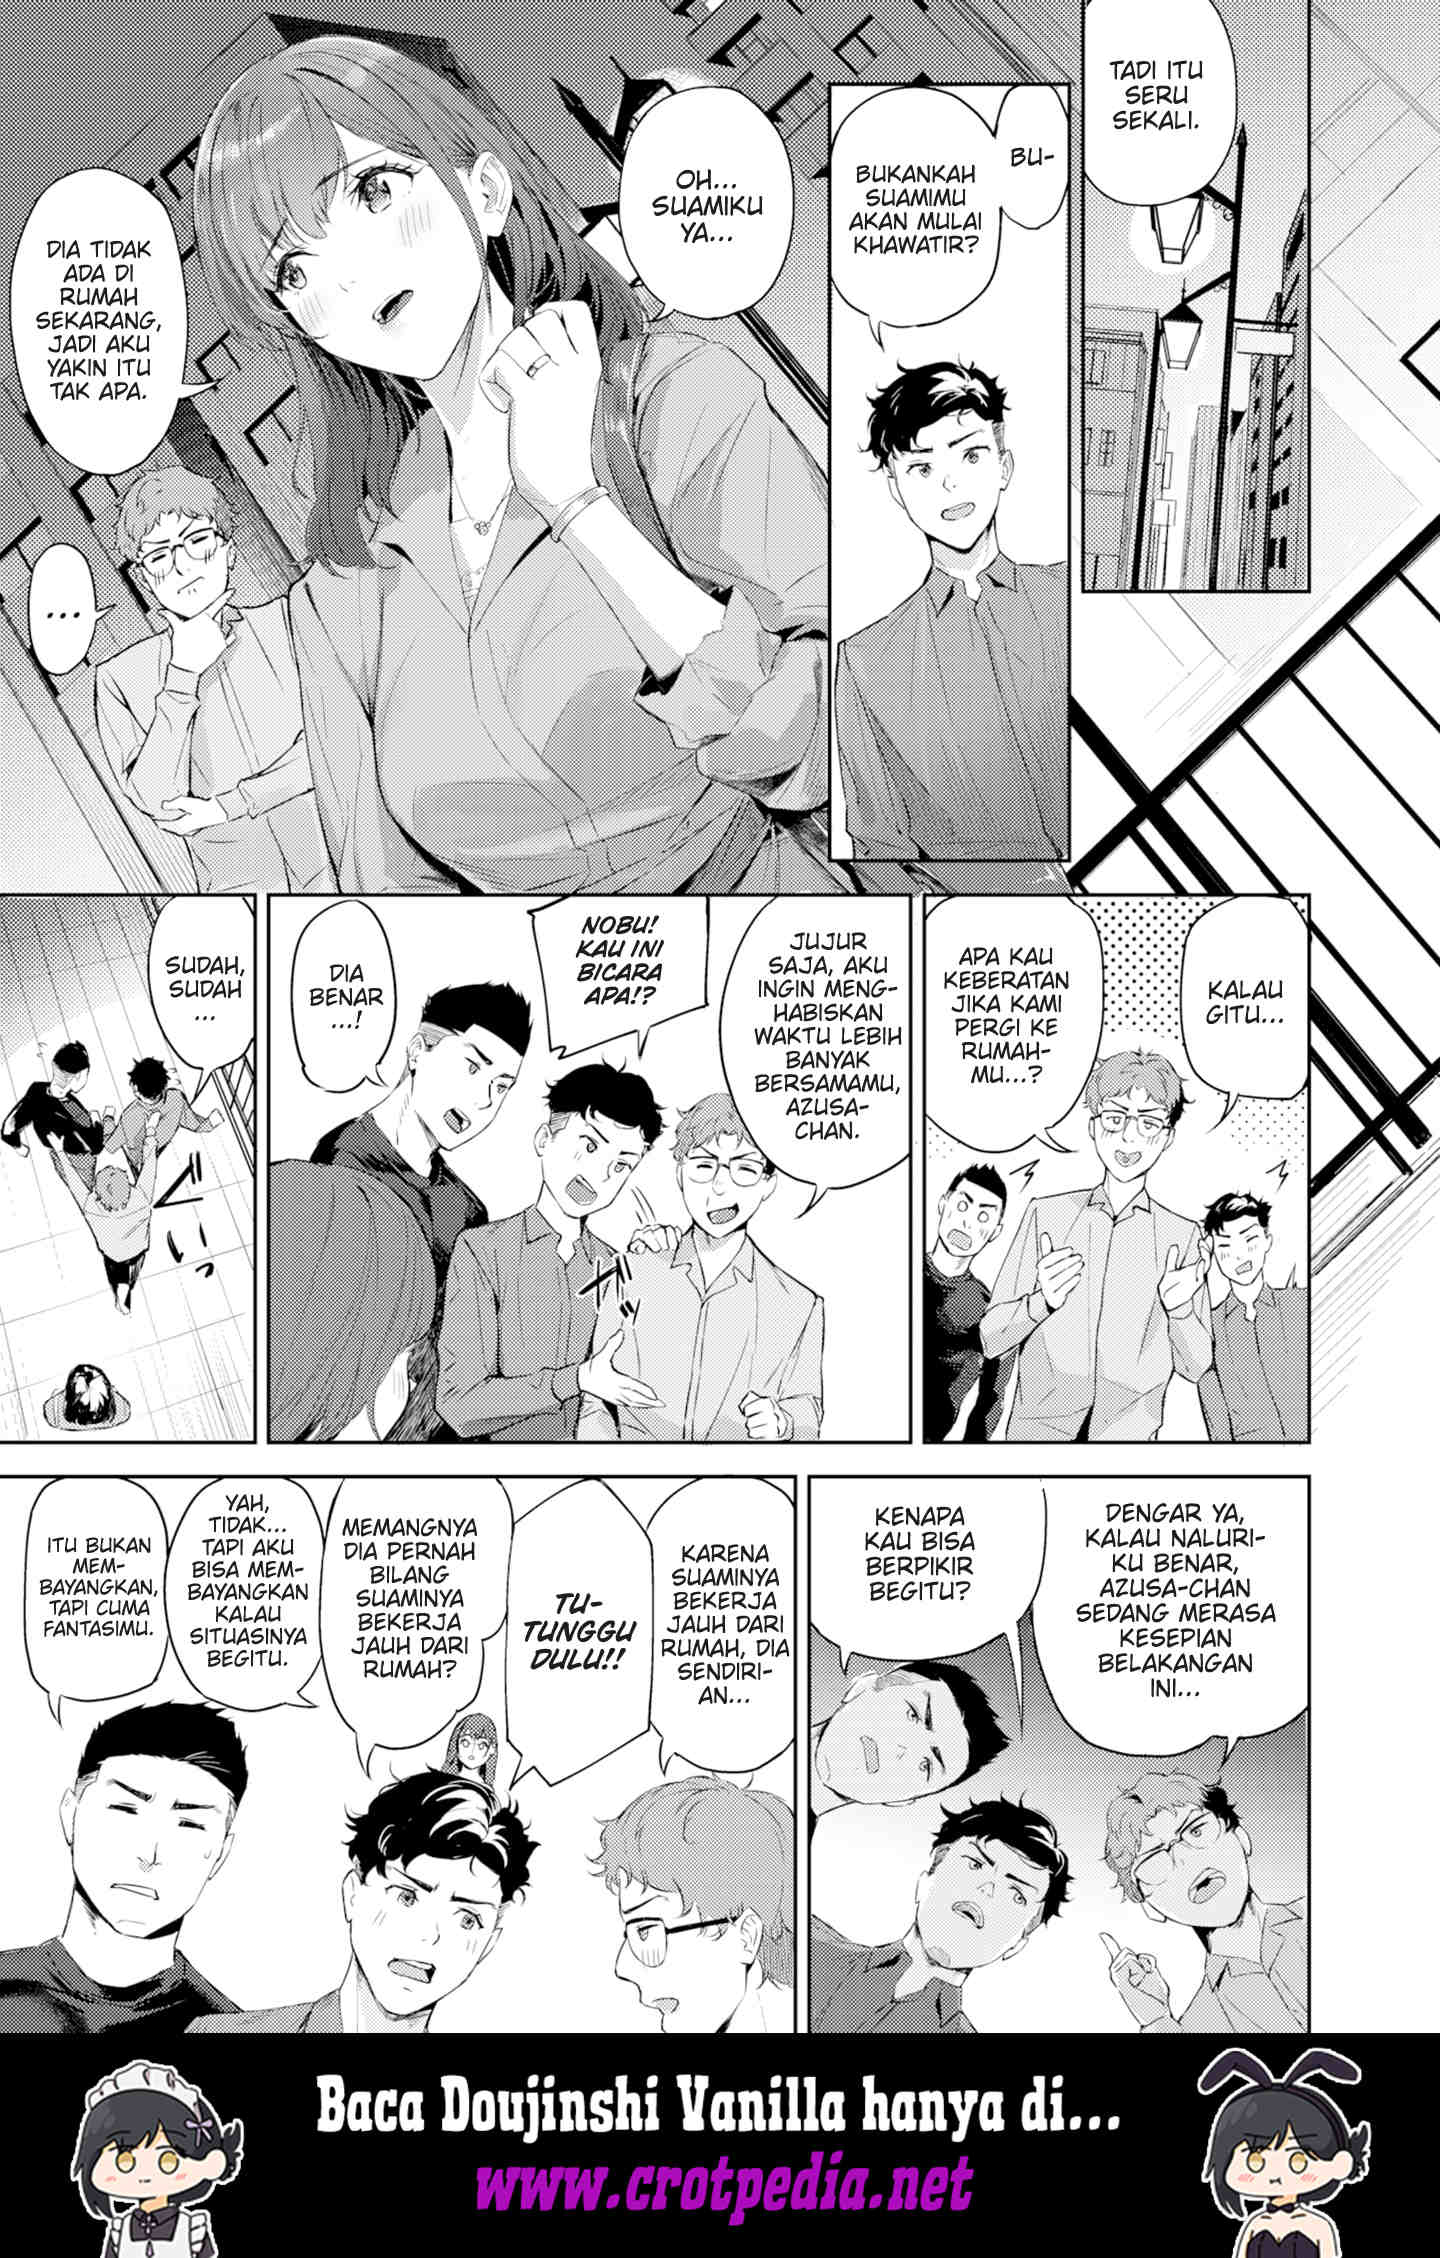 TADI ITU
SERU
SEKALI.
BU-
BUKANKAH
SUAMIMU
AKAN MULAI
KHAWATIR?
OH...
SUAMIKU
YA...
DIA TIDAK
ADA DI
RUMAH
SEKARANG,
JADI AKU
YAKIN ITU
TAK APA.
...
KALAU
GITU...
APA KAU
KEBERATAN
JIKA KAMI
PERGI KE
RUMAH-
MU...?
JUJUR
SAJA, AKU
INGIN MENG-
HABISKAN
WAKTU LEBIH
BANYAK
BERSAMAMU,
AZUSA-
CHAN.
NOBU!
KAU INI
BICARA
APA!?
DIA
BENAR
...!
SUDAH,
SUDAH
...
DENGAR YA,
KALAU NALURI-
KU BENAR,
AZUSA-CHAN
SEDANG MERASA
KESEPIAN
BELAKANGAN
INI...
KENAPA
KAU BISA
BERPIKIR
BEGITU?
KARENA
SUAMINYA
BEKERJA
JAUH DARI
RUMAH, DIA
SENDIRI-
AN...
TU-
TUNGGU
DULU!!
MEMANGNYA
DIA PERNAH
BILANG
SUAMINYA
BEKERJA
JAUH DARI
RUMAH?
YAH,
TIDAK...
TAPI AKU
BISA MEM-
BAYANGKAN
KALAU
SITUASINYA
BEGITU.
ITU BUKAN
MEM-
BAYANGKAN,
TAPI CUMA
FANTASIMU.
Baca Doujinshi Vanilla hanya di...
www.crotpedia.net